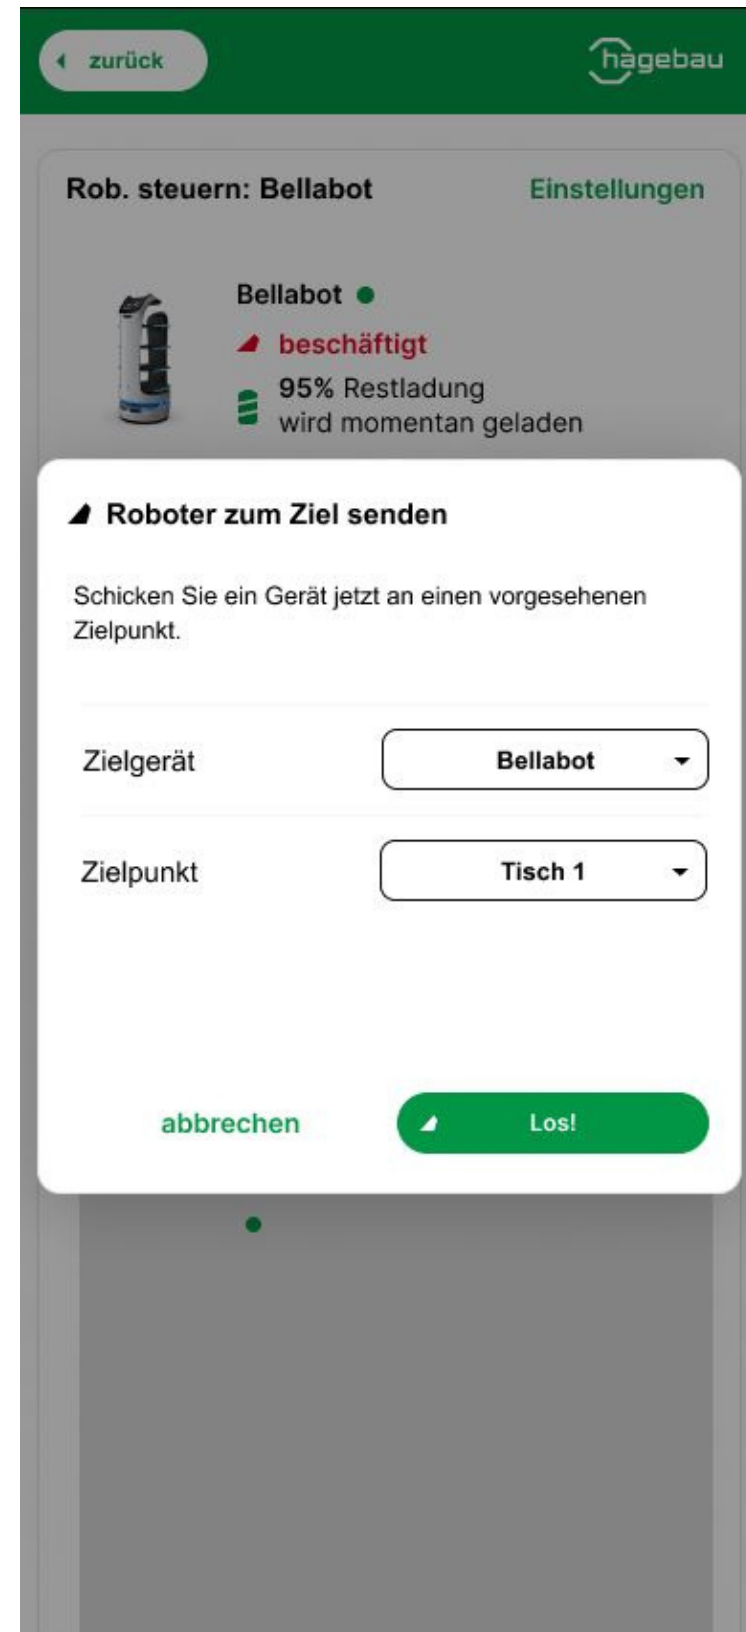 zurück
hagebau
Rob. steuern: Bellabot
Einstellungen
Bellabot
beschäftigt
95% Restladung
wird momentan geladen
Roboter zum Ziel senden
Schicken Sie ein Gerät jetzt an einen vorgesehenen
Zielpunkt.
Zielgerät
Bellabot
Zielpunkt
Tisch 1
abbrechen
Los!